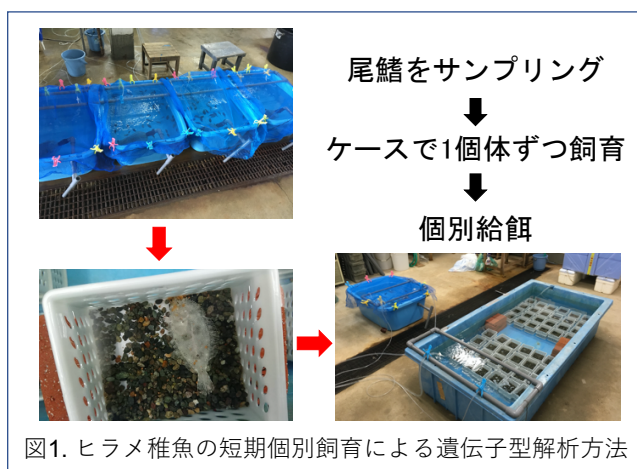 尾鰭をサンプリング
ケースで1個体ずつ飼育
個別給餌
図1. ヒラメ稚魚の短期個別飼育による遺伝子型解析方法